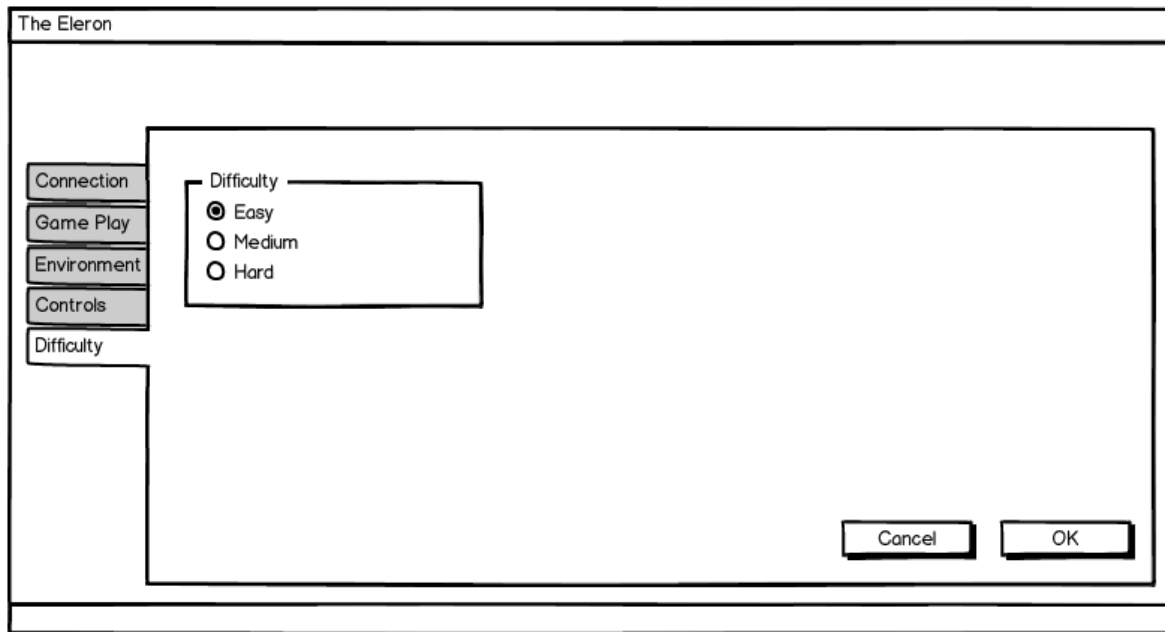 The Eleron
Connection
Game Play
Environment
Controls
Difficulty
Difficulty
Easy
Medium
Hard
Cancel
OK